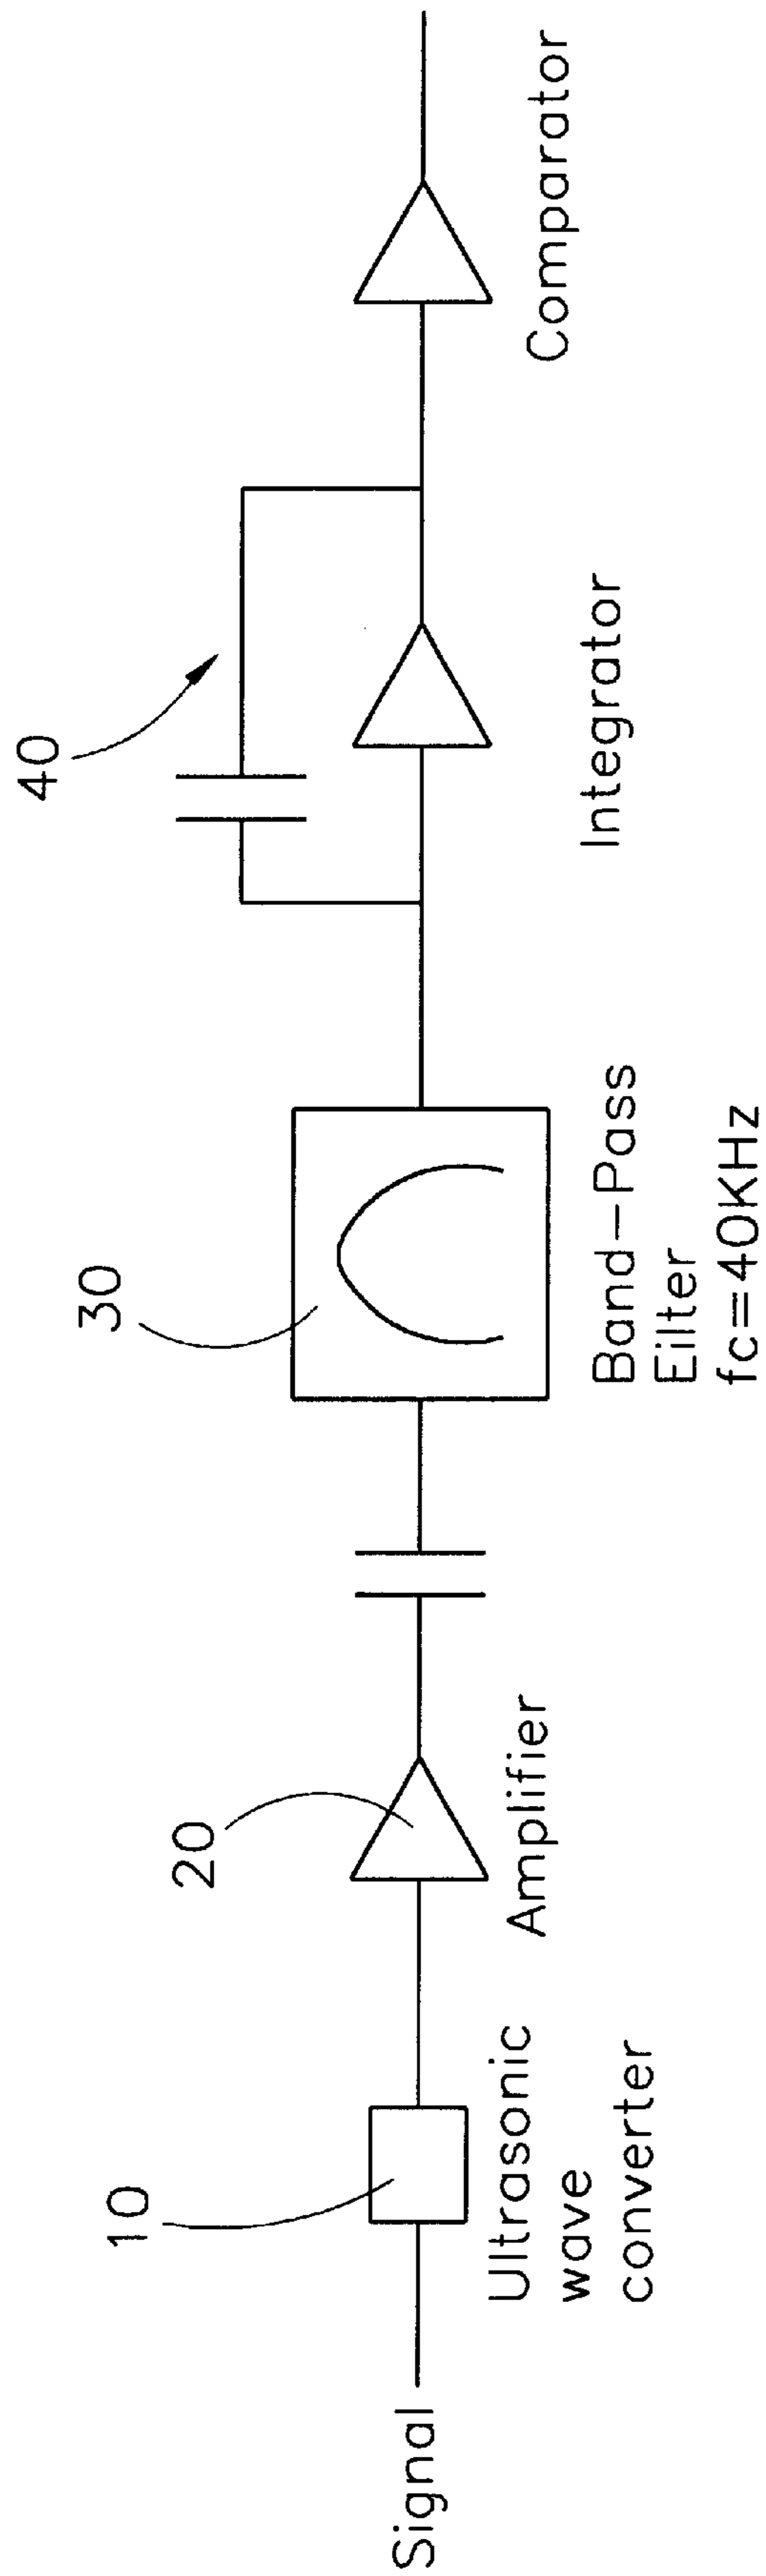 Signal
10
Ultrasonic
wave
converter
20
Amplifier
30
Band-Pass
Eilter
fc=40KHz
40
Integrator
Comparator